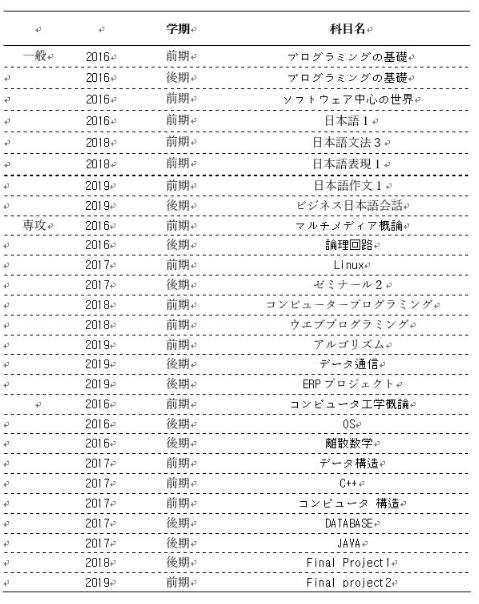 学期 科目名
一般 2016 前期 プログラミングの基礎
2016 後期 プログラミングの基礎
2016 前期 ソフトウェア中心の世界
2016 前期 日本語１
2018 前期 日本語文法３
2018 前期 日本語表現１
2019 前期 日本語作文１
2019 後期 ビジネス日本語会話
専攻 2016 前期 マルチメディア概論
2016 後期 論理回路
2017 前期 Linux
2017 後期 ゼミナール２
2018 前期 コンピュータープログラミング
2018 前期 ウエブプログラミング
2019 前期 アルゴリズム
2019 後期 データ通信
2019 後期 ERPプロジェクト
2016 前期 コンピュータ工学概論
2016 後期 OS
2016 後期 離散数学
2017 前期 データ構造
2017 前期 C++
2017 前期 コンピュータ 構造
2017 後期 DATABASE
2017 後期 JAVA
2018 後期 Final Project1
2019 前期 Final project2